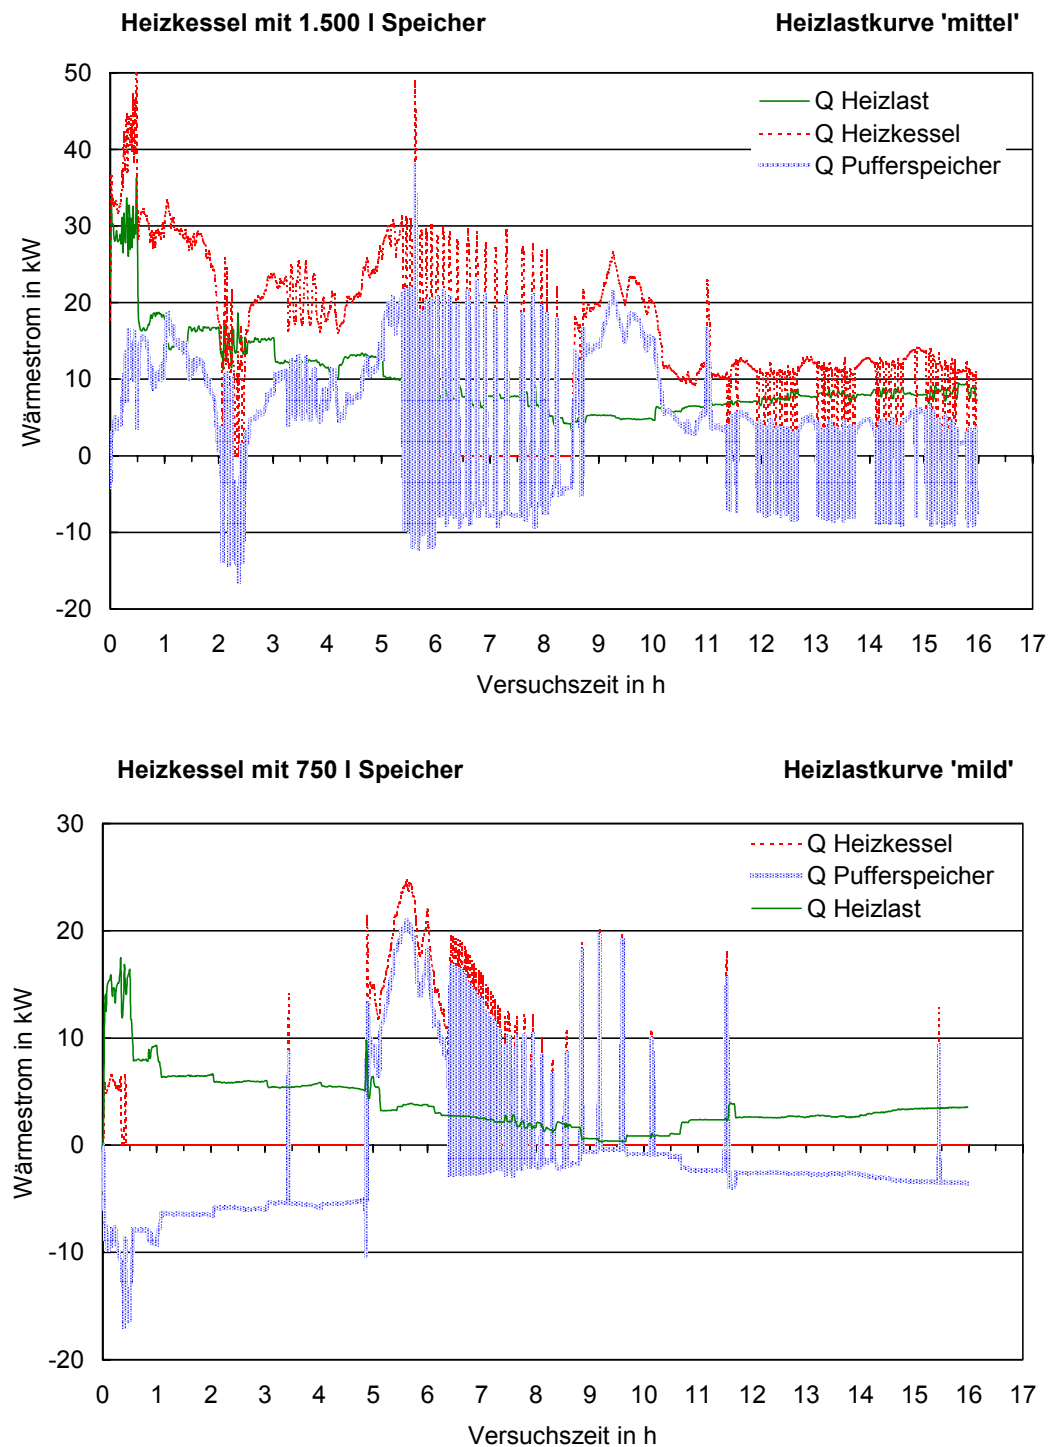 Heizkessel mit 1.500 l Speicher Heizlastkurve 'mittel'
50
40
30
20
10
0
-10
-20
Wärmestrom in kW
Q Heizlast
Q Heizkessel
Q Pufferspeicher
0 1 2 3 4 5 6 7 8 9 10 11 12 13 14 15 16 17
Versuchszeit in h
Heizkessel mit 750 l Speicher Heizlastkurve 'mild'
30
20
10
0
-10
-20
Wärmestrom in kW
Q Heizkessel
Q Pufferspeicher
Q Heizlast
0 1 2 3 4 5 6 7 8 9 10 11 12 13 14 15 16 17
Versuchszeit in h